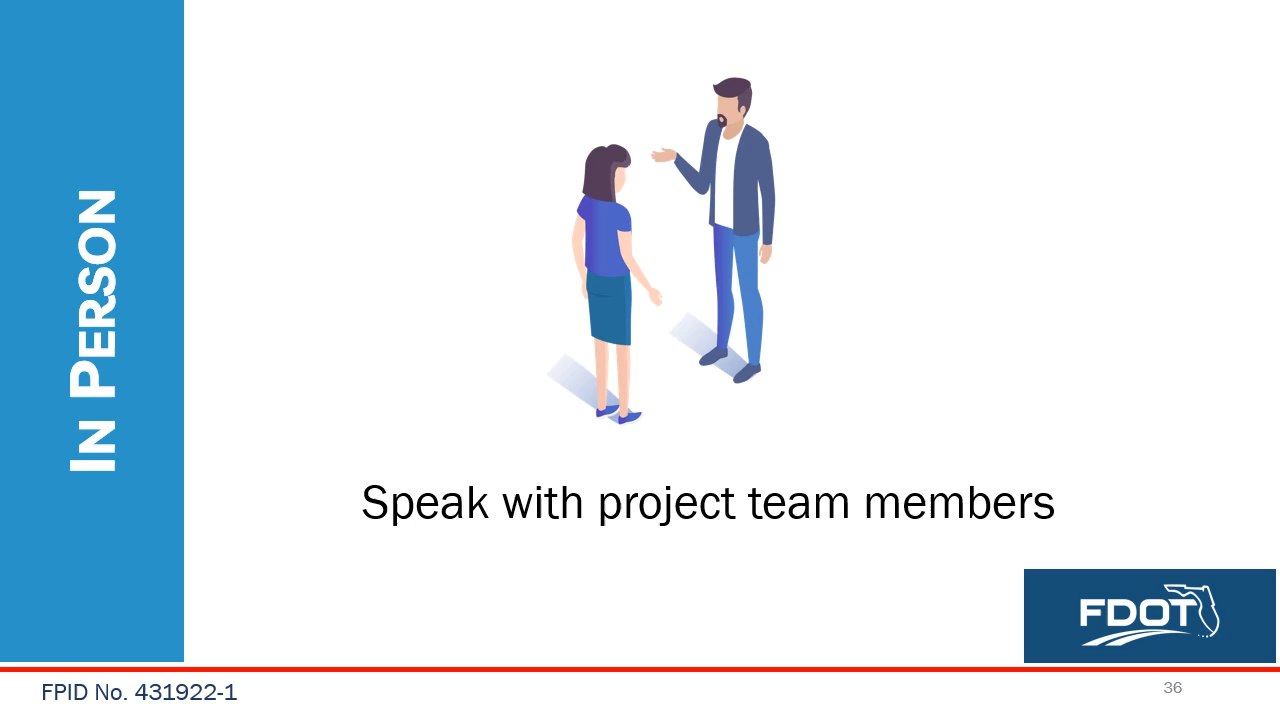 IN PERSON
Speak with project team members
FDOT
FPID No. 431922-1
36